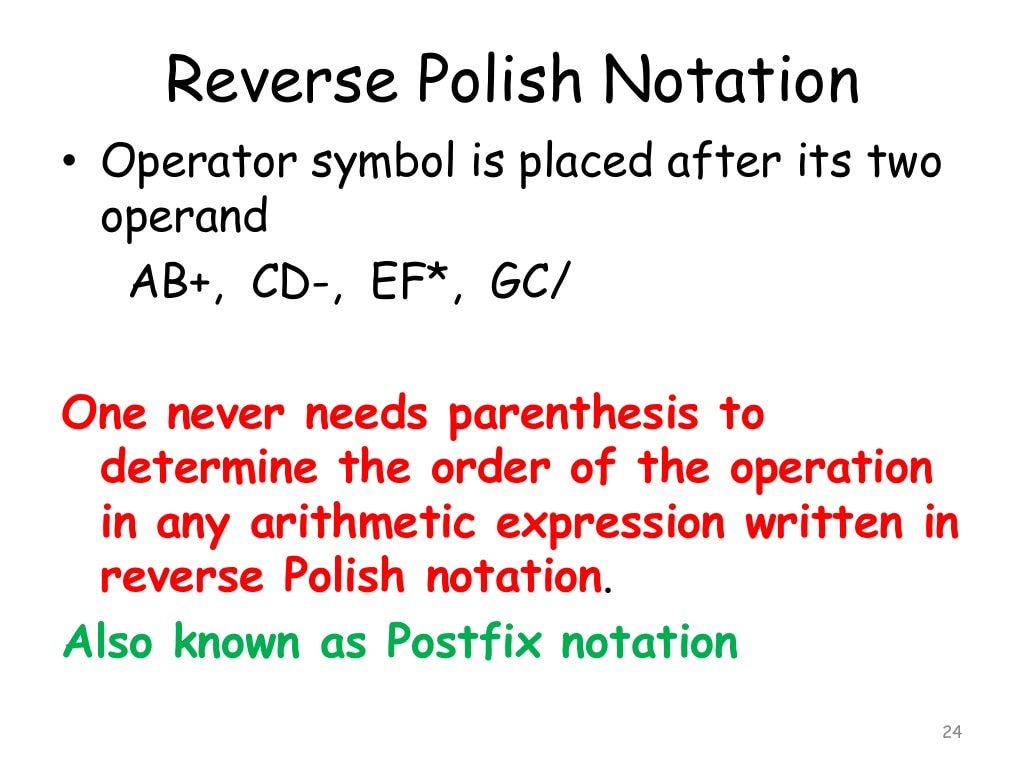 Reverse Polish Notation
• Operator symbol is placed after its two
operand
AB+, CD-, EF*, GC/
One never needs parenthesis to
determine the order of the operation
in any arithmetic expression written in
reverse Polish notation.
Also known as Postfix notation
24